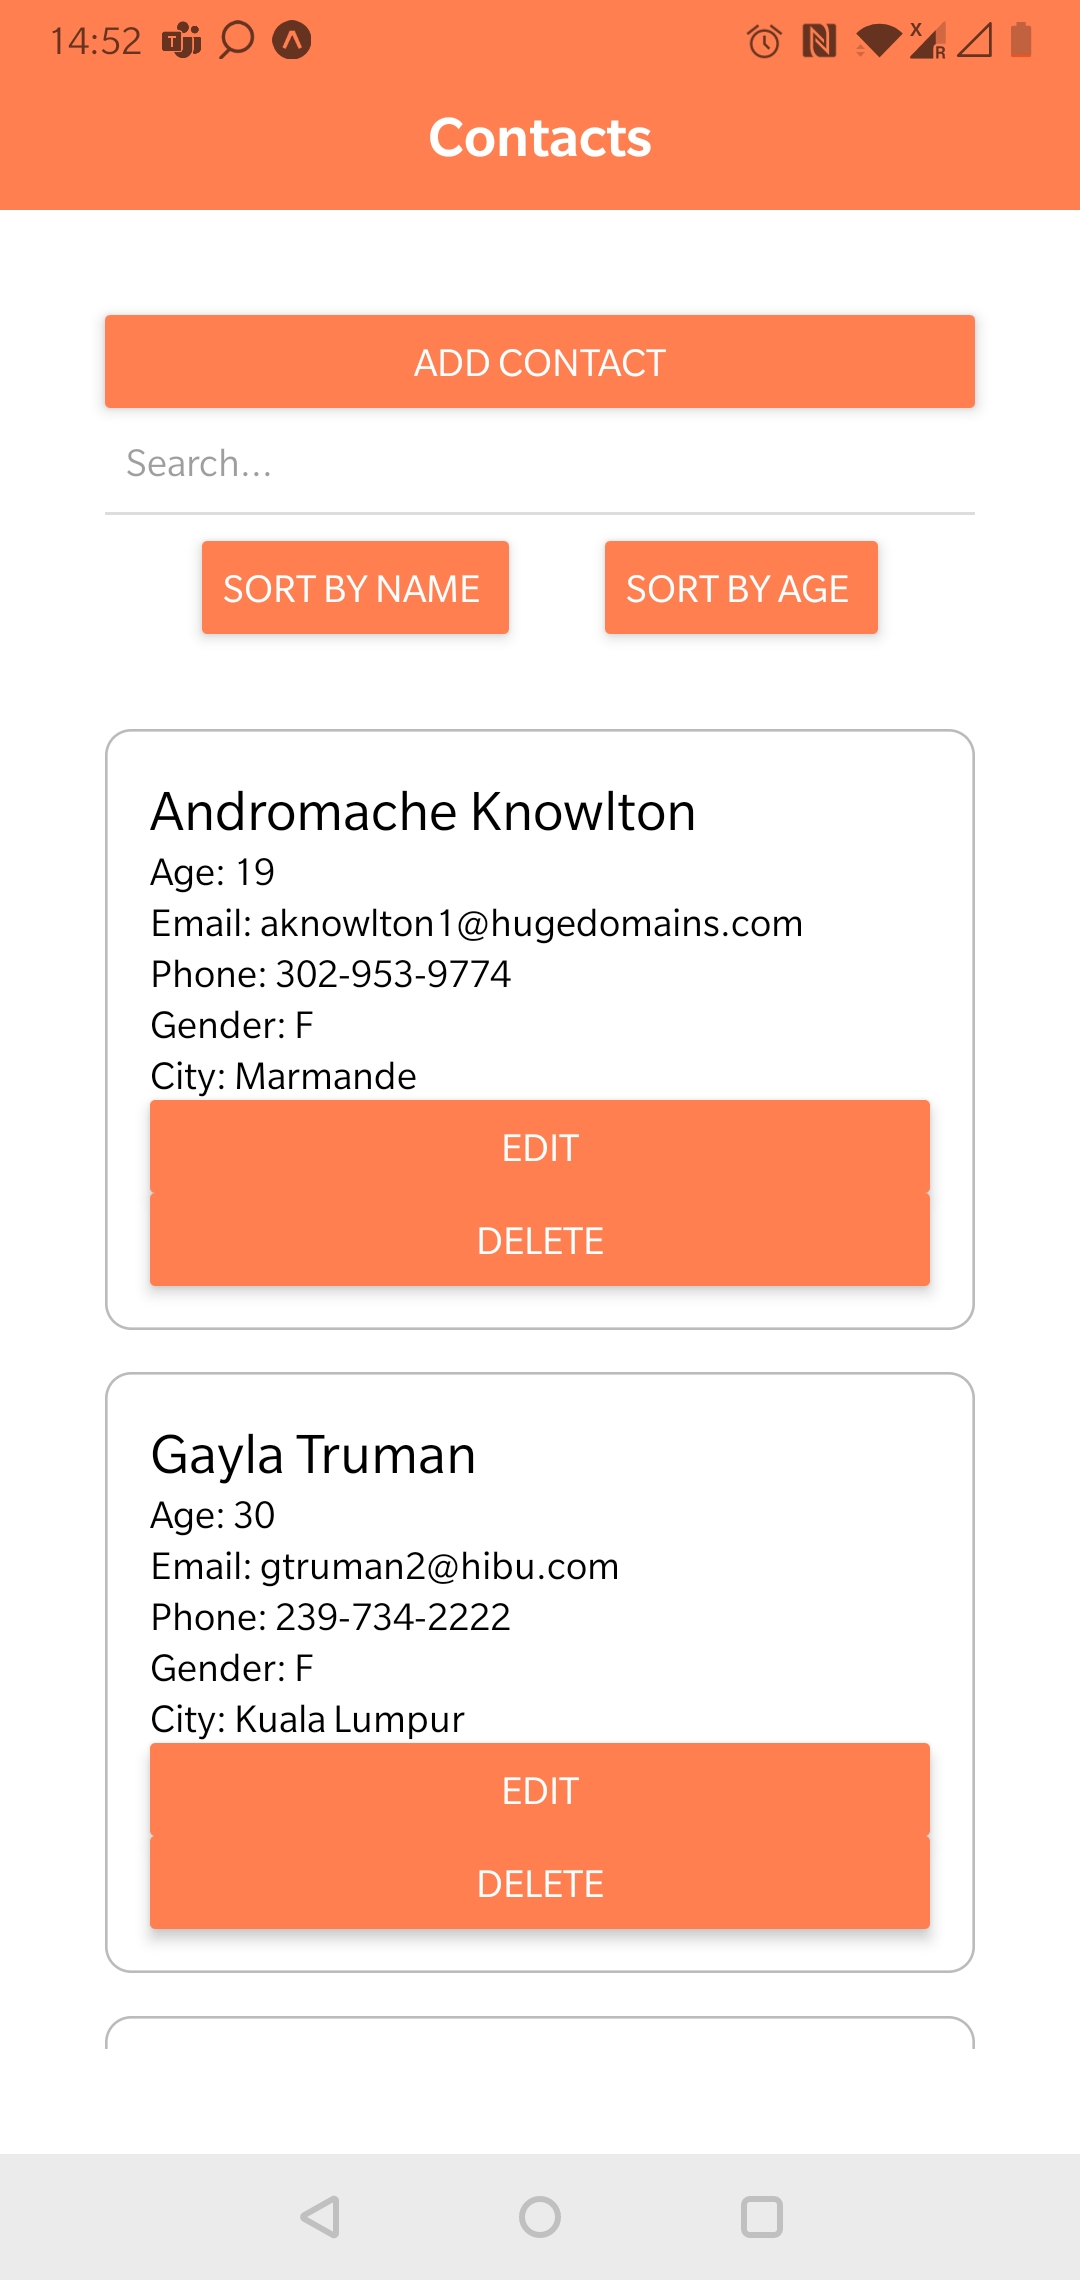 14:52
Contacts
ADD CONTACT
Search...
SORT BY NAME SORT BY AGE
Andromache Knowlton
Age: 19
Email: aknowlton1@hugedomains.com
Phone: 302-953-9774
Gender: F
City: Marmande
EDIT
DELETE
Gayla Truman
Age: 30
Email: gtruman2@hibu.com
Phone: 239-734-2222
Gender: F
City: Kuala Lumpur
EDIT
DELETE